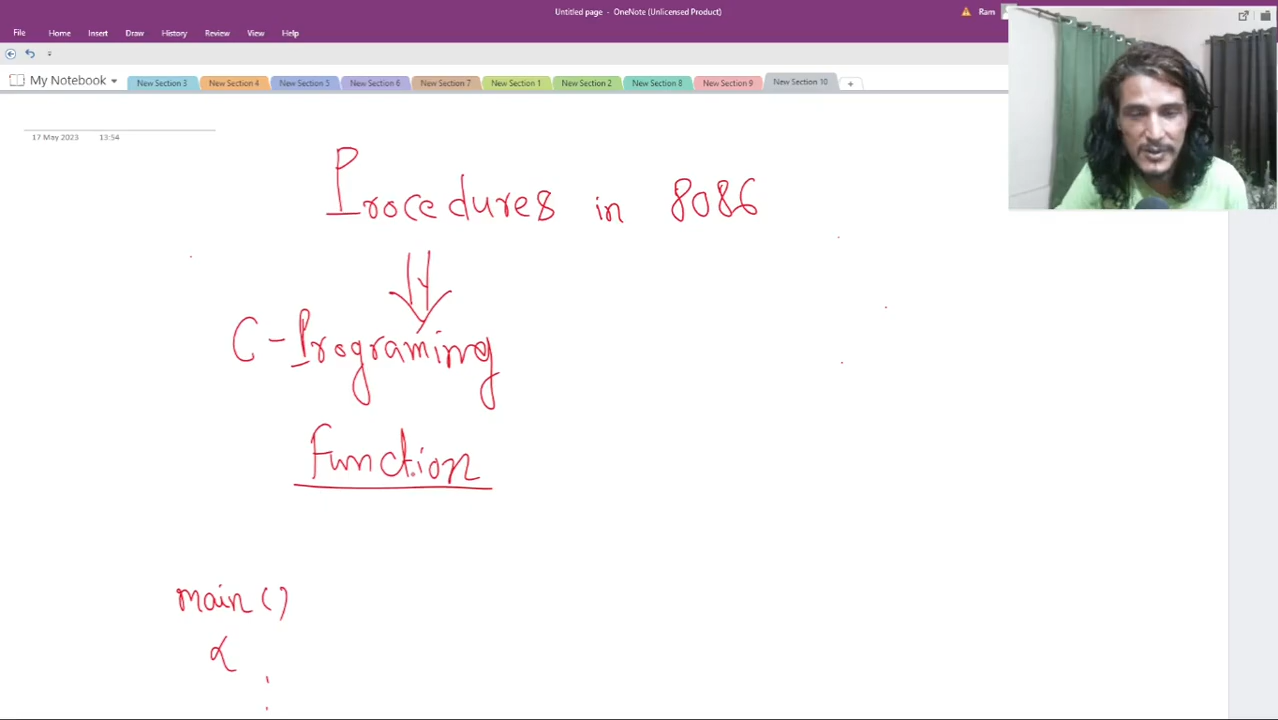 Untitled page - OneNote (Unlicensed Product)
Ram
File Home Insert Draw History Review View Help
My Notebook New Section 3 New Section 4 New Section 5 New Section 6 New Section 7 New Section 1 New Section 2 New Section 8 New Section 9 New Section 10
17 May 2023 13:54
Procedures in 8086
C-Programing
Function
main()
{